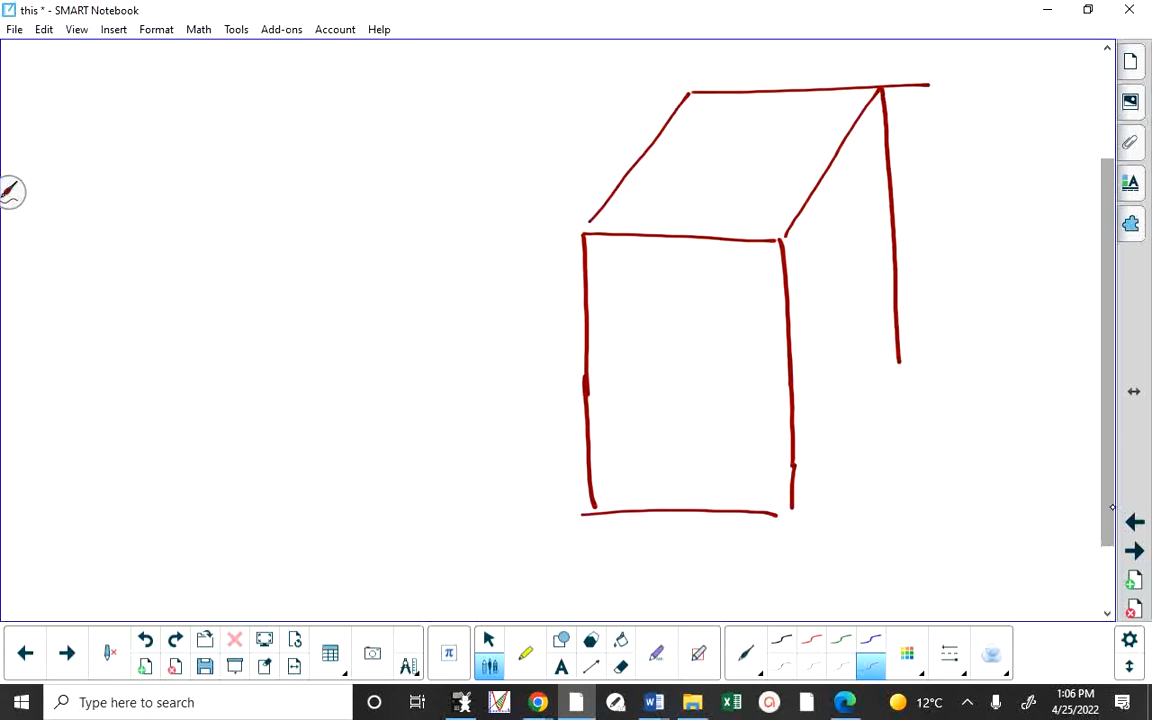 this * - SMART Notebook
File Edit View Insert Format Math Tools Add-ons Account Help
Type here to search
12°C
1:06 PM
4/25/2022